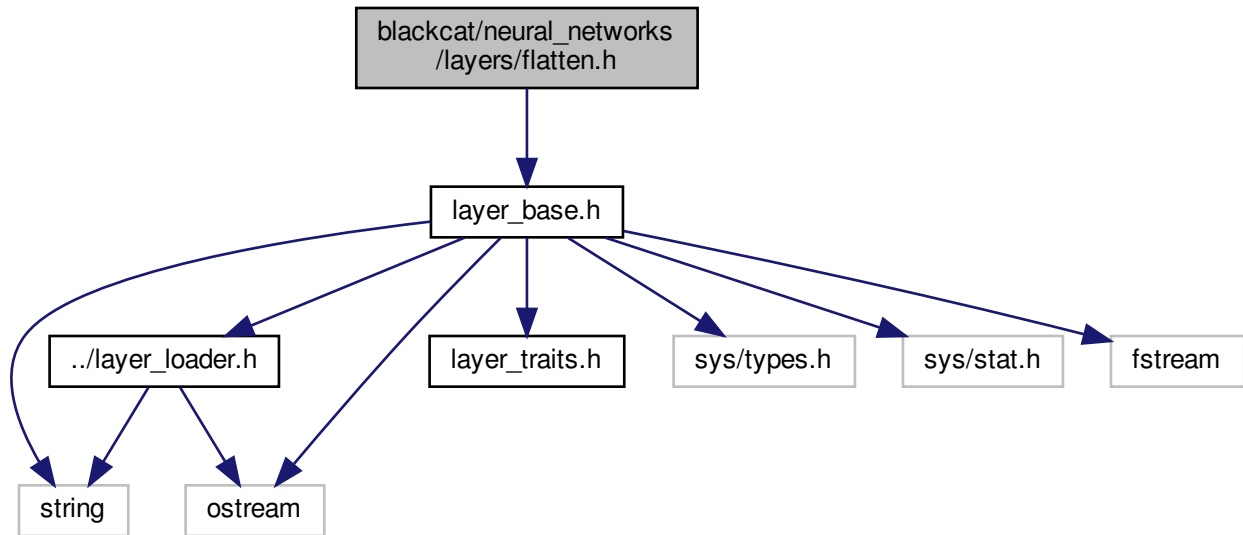 blackcat/neural_networks
/layers/flatten.h
layer_base.h
../layer_loader.h
layer_traits.h
sys/types.h
sys/stat.h
fstream
string
ostream